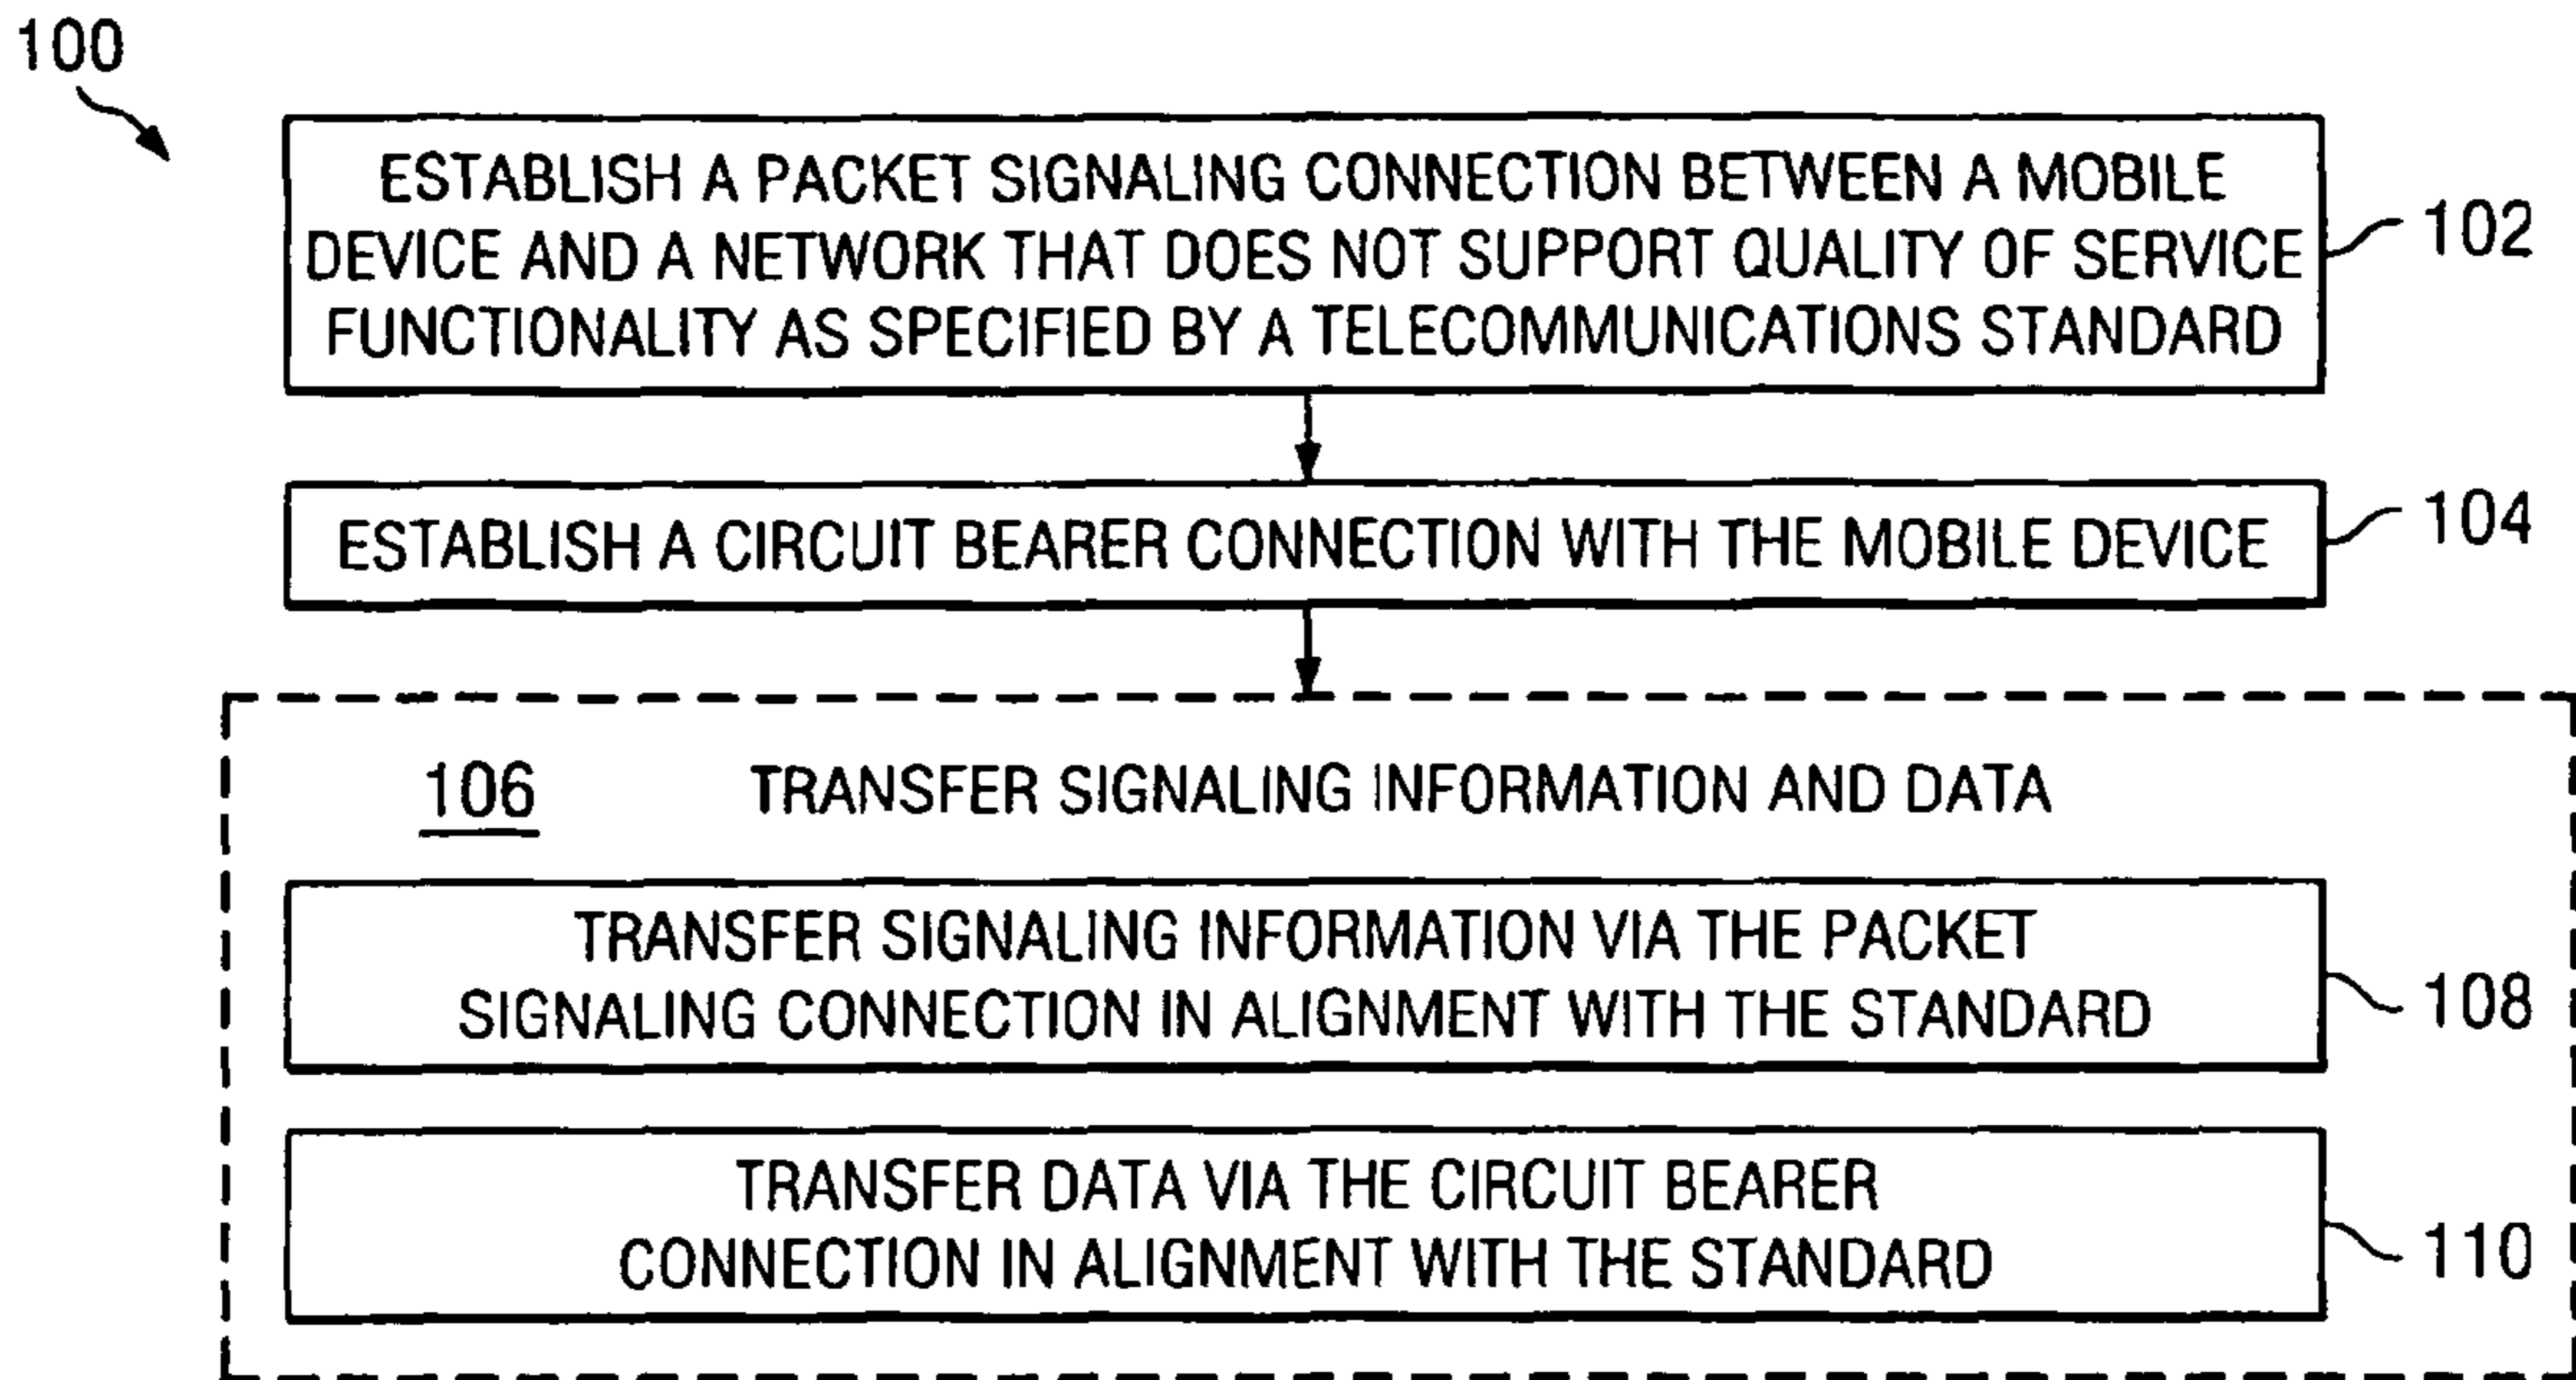 100
ESTABLISH A PACKET SIGNALING CONNECTION BETWEEN A MOBILE
DEVICE AND A NETWORK THAT DOES NOT SUPPORT QUALITY OF SERVICE
FUNCTIONALITY AS SPECIFIED BY A TELECOMMUNICATIONS STANDARD
102
ESTABLISH A CIRCUIT BEARER CONNECTION WITH THE MOBILE DEVICE
104
106 TRANSFER SIGNALING INFORMATION AND DATA
TRANSFER SIGNALING INFORMATION VIA THE PACKET
SIGNALING CONNECTION IN ALIGNMENT WITH THE STANDARD
108
TRANSFER DATA VIA THE CIRCUIT BEARER
CONNECTION IN ALIGNMENT WITH THE STANDARD
110